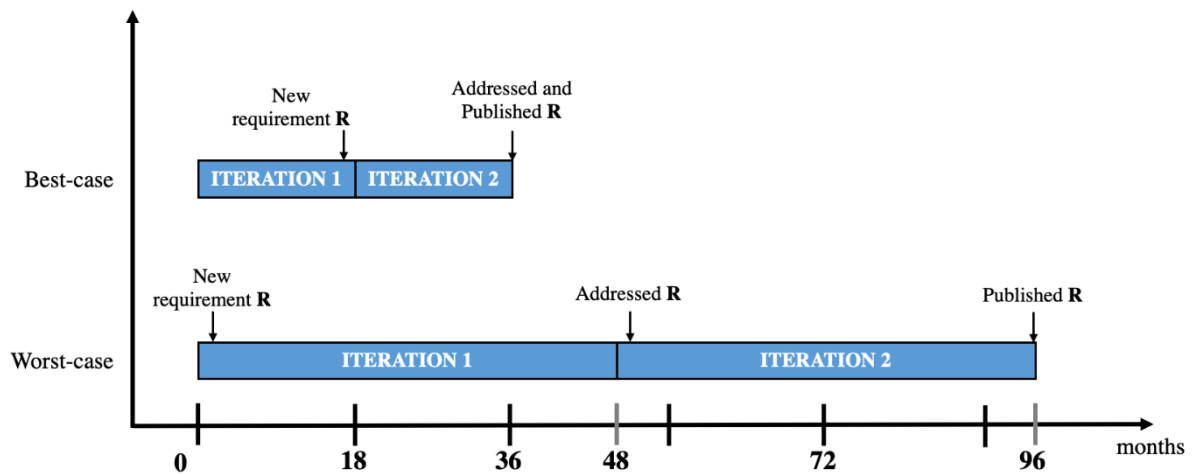 New
requirement R
Addressed and
Published R
Best-case
ITERATION 1
ITERATION 2
New
requirement R
Addressed R
Published R
Worst-case
ITERATION 1
ITERATION 2
0
18
36
48
72
96
months